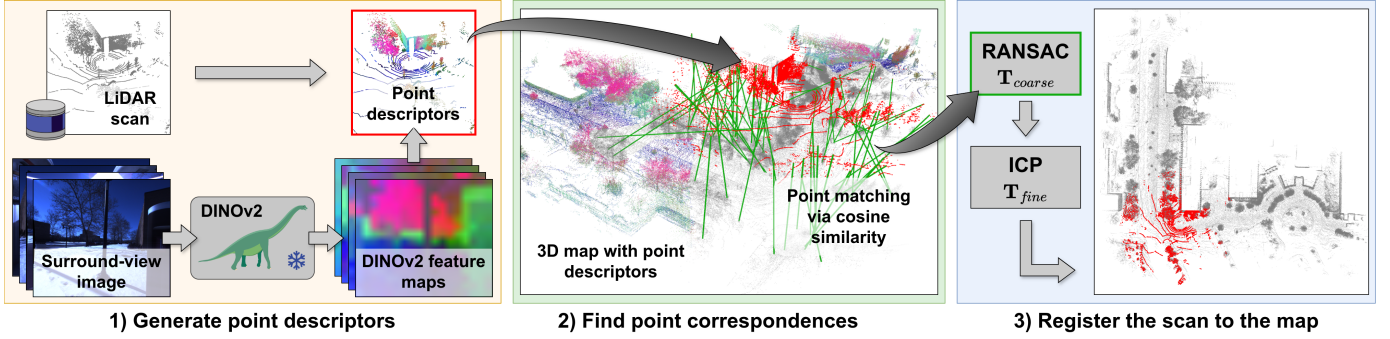 LiDAR
scan
Point
descriptors
Surround-view
image
DINOv2
DINOv2 feature
maps
1) Generate point descriptors
3D map with point
descriptors
Point matching
via cosine
similarity
2) Find point correspondences
RANSAC
T_coarse
ICP
T_fine
3) Register the scan to the map